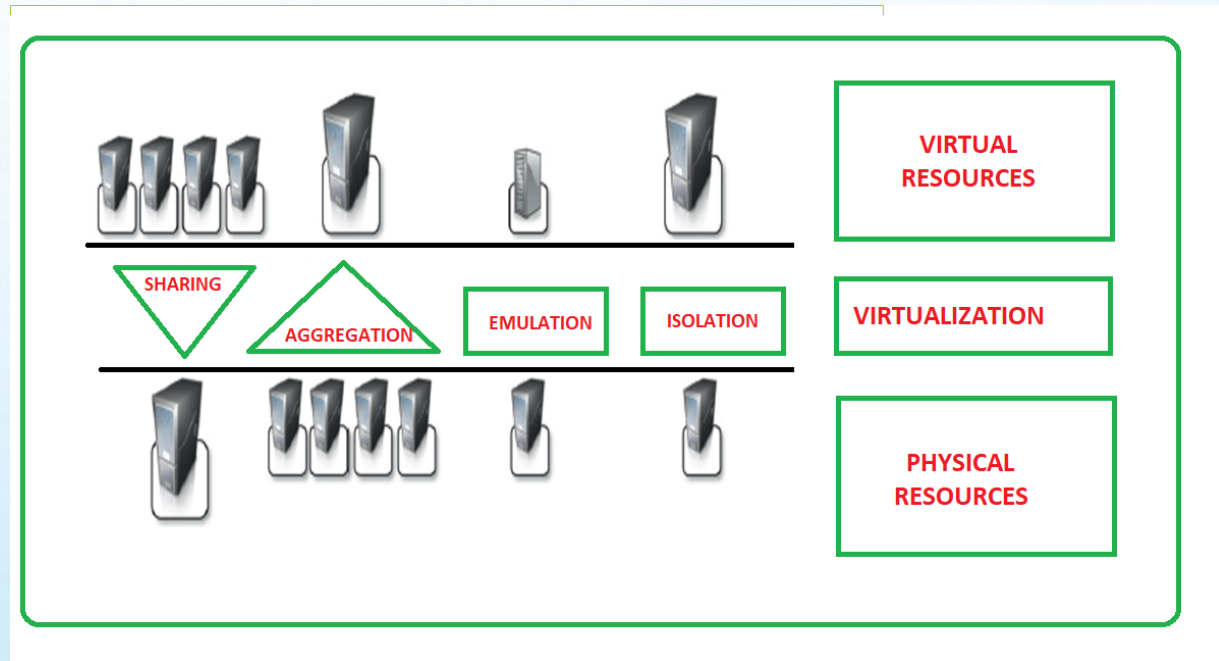 VIRTUAL
RESOURCES
SHARING
AGGREGATION
EMULATION
ISOLATION
VIRTUALIZATION
PHYSICAL
RESOURCES